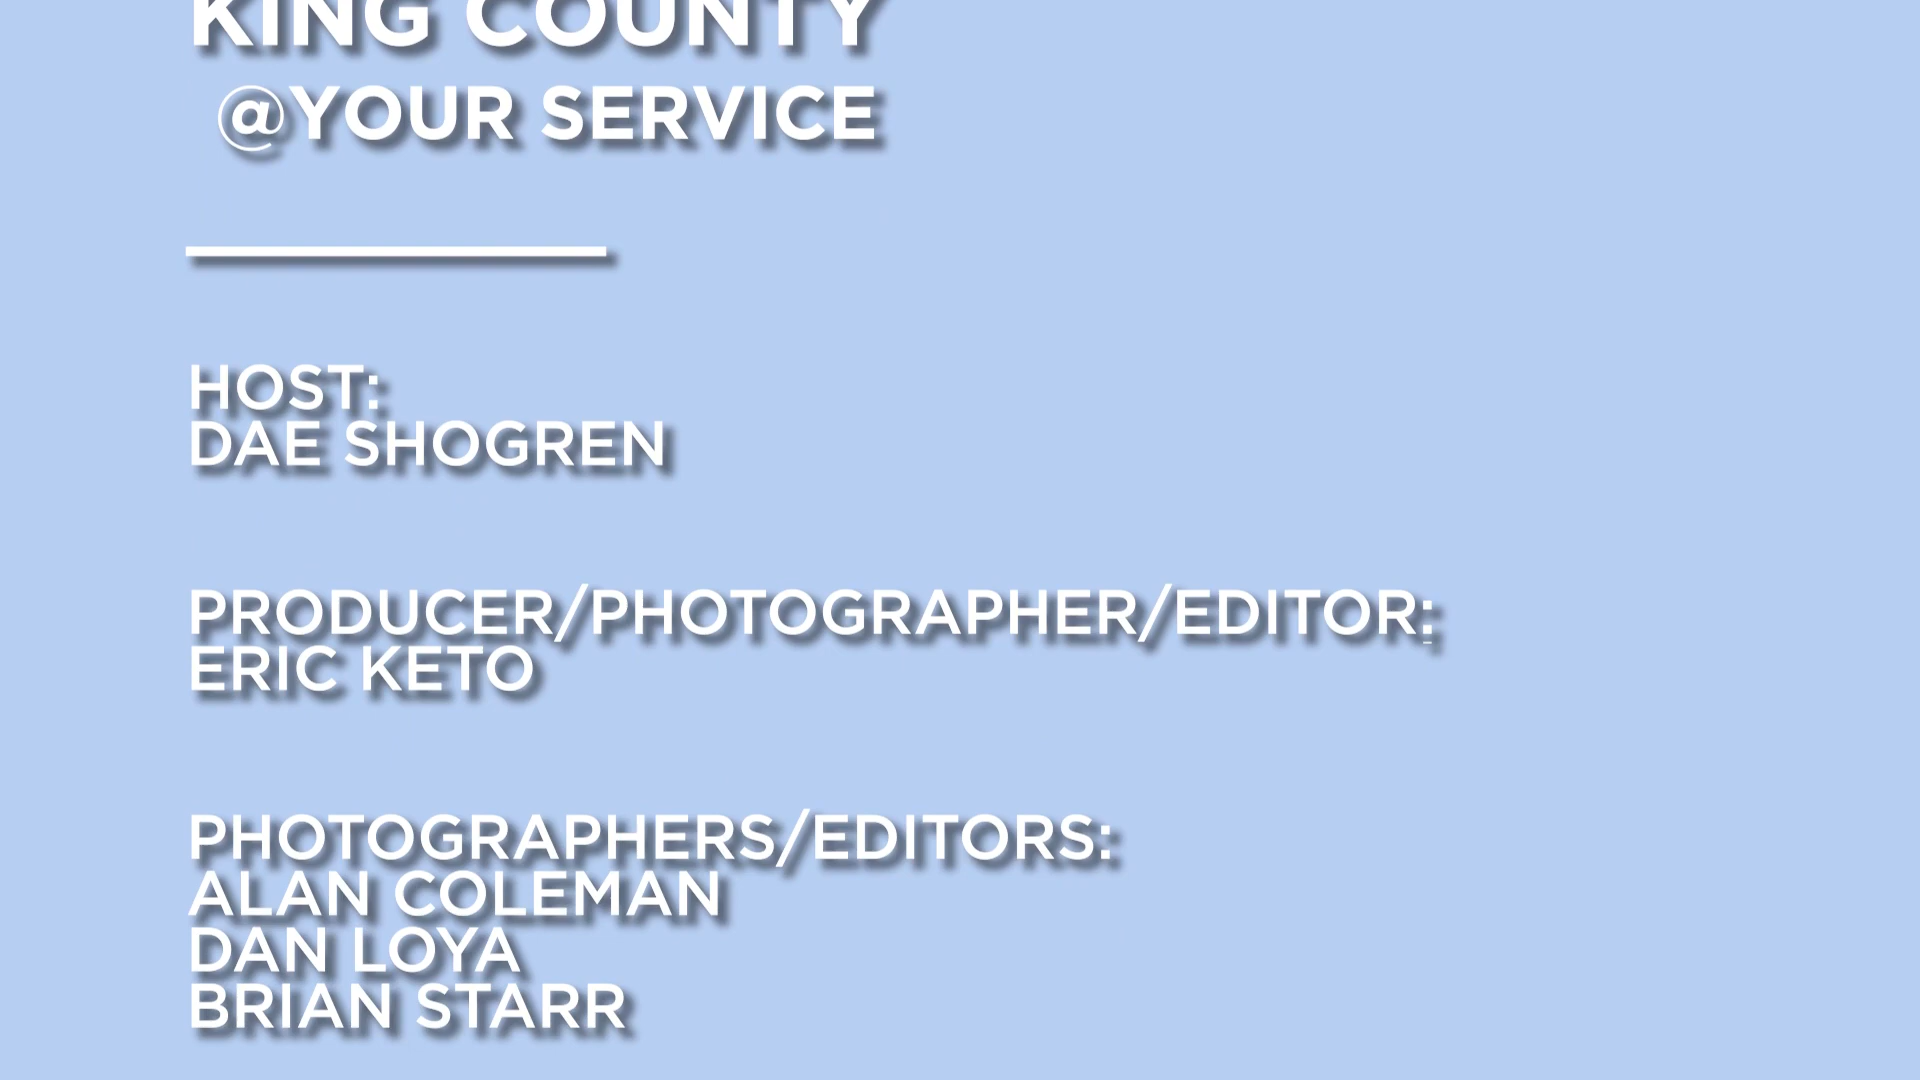 KING COUNTY
@YOUR SERVICE
HOST:
DAE SHOGREN
PRODUCER/PHOTOGRAPHER/EDITOR:
ERIC KETO
PHOTOGRAPHERS/EDITORS:
ALAN COLEMAN
DAN LOYA
BRIAN STARR